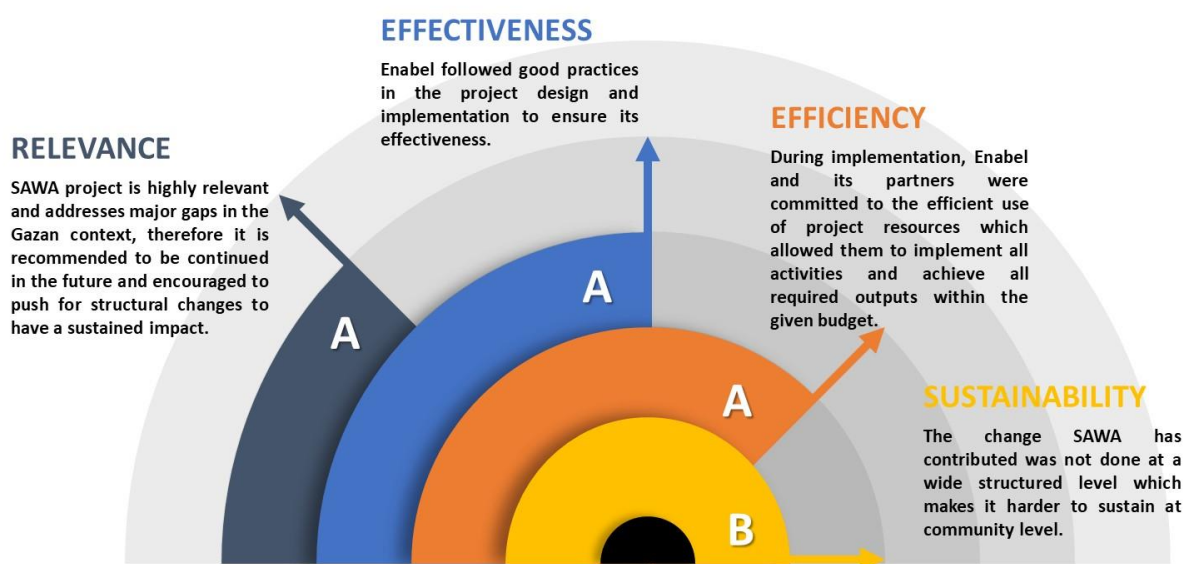 EFFECTIVENESS
Enabel followed good practices
in the project design and
implementation to ensure its
effectiveness.
EFFICIENCY
During implementation, Enabel
and its partners were
committed to the efficient use
of project resources which
allowed them to implement all
activities and achieve all
required outputs within the
given budget.
RELEVANCE
SAWA project is highly relevant
and addresses major gaps in the
Gazan context, therefore it is
recommended to be continued
in the future and encouraged to
push for structural changes to
have a sustained impact.
SUSTAINABILITY
The change SAWA has
contributed was not done at a
wide structured level which
makes it harder to sustain at
community level.
A
A
A
B